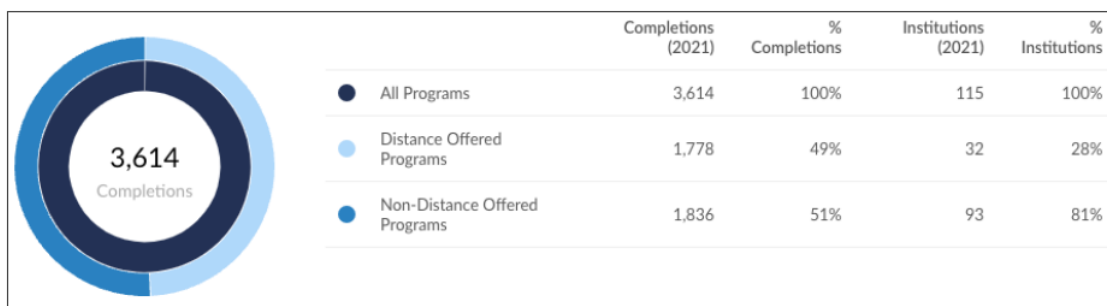 3,614
Completions
Completions (2021) % Completions Institutions (2021) % Institutions
All Programs 3,614 100% 115 100%
Distance Offered Programs 1,778 49% 32 28%
Non-Distance Offered Programs 1,836 51% 93 81%